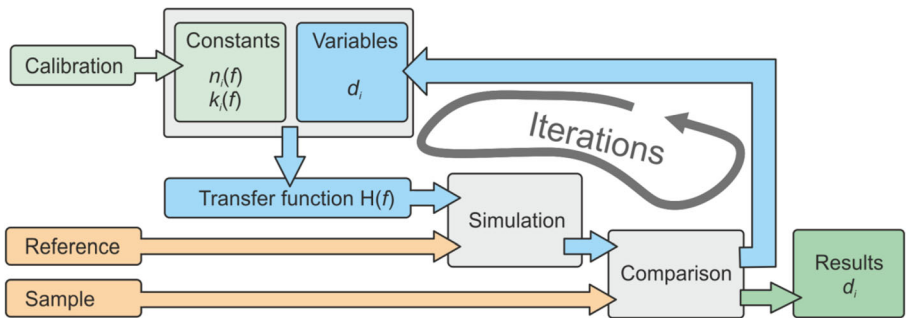 Constants
Variables
Calibration
nᵢ(f)
kᵢ(f)
dᵢ
Iterations
Transfer function H(f)
Simulation
Reference
Comparison
Results
dᵢ
Sample